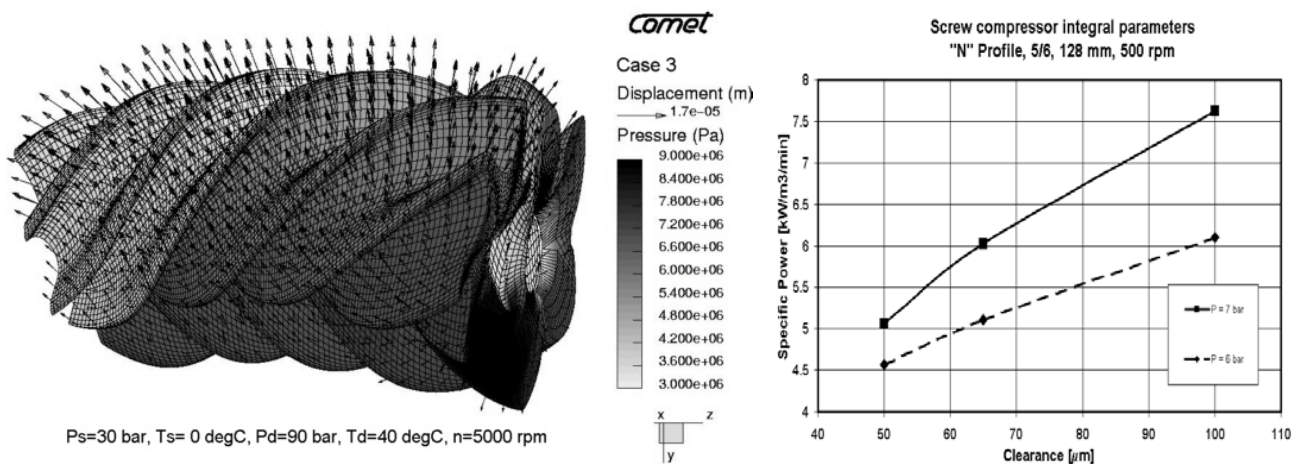 Comet
Case 3
Displacement (m)
1.7e-05
Pressure (Pa)
9.000e+06
8.400e+06
7.800e+06
7.200e+06
6.600e+06
6.000e+06
5.400e+06
4.800e+06
4.200e+06
3.600e+06
3.000e+06
x z
y
Ps=30 bar, Ts= 0 degC, Pd=90 bar, Td=40 degC, n=5000 rpm
Screw compressor integral parameters
"N" Profile, 5/6, 128 mm, 500 rpm
Specific Power [kW/m3/min]
8
7.5
7
6.5
6
5.5
5
4.5
4
P = 7 bar
P = 6 bar
40 50 60 70 80 90 100 110
Clearance [μm]